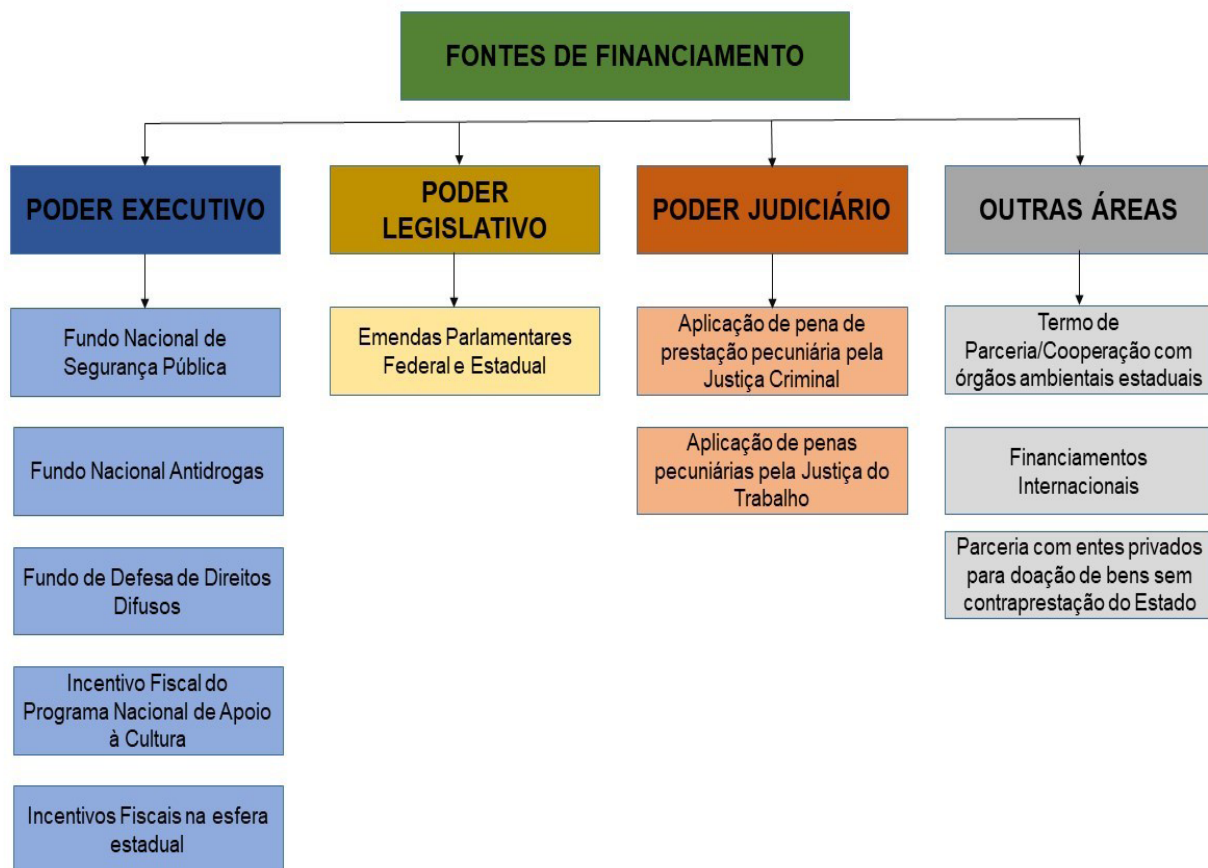 FONTES DE FINANCIAMENTO
PODER EXECUTIVO
Fundo Nacional de
Segurança Pública
Fundo Nacional Antidrogas
Fundo de Defesa de Direitos
Difusos
Incentivo Fiscal do
Programa Nacional de Apoio
à Cultura
Incentivos Fiscais na esfera
estadual
PODER
LEGISLATIVO
Emendas Parlamentares
Federal e Estadual
PODER JUDICIÁRIO
Aplicação de pena de
prestação pecuniária pela
Justiça Criminal
Aplicação de penas
pecuniárias pela Justiça do
Trabalho
OUTRAS ÁREAS
Termo de
Parceria/Cooperação com
órgãos ambientais estaduais
Financiamentos
Internacionais
Parceria com entes privados
para doação de bens sem
contraprestação do Estado